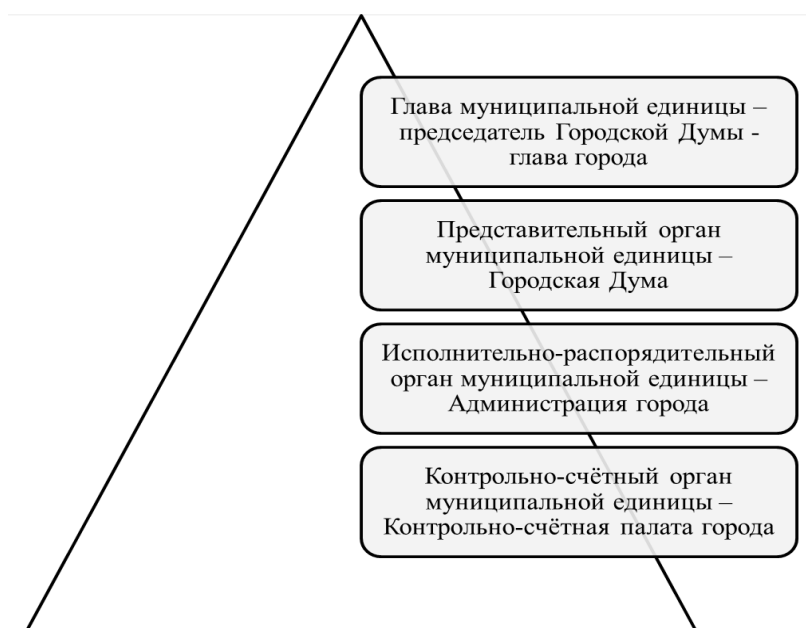 Глава муниципальной единицы –
председатель Городской Думы -
глава города
Представительный орган
муниципальной единицы –
Городская Дума
Исполнительно-распорядительный
орган муниципальной единицы –
Администрация города
Контрольно-счётный орган
муниципальной единицы –
Контрольно-счётная палата города